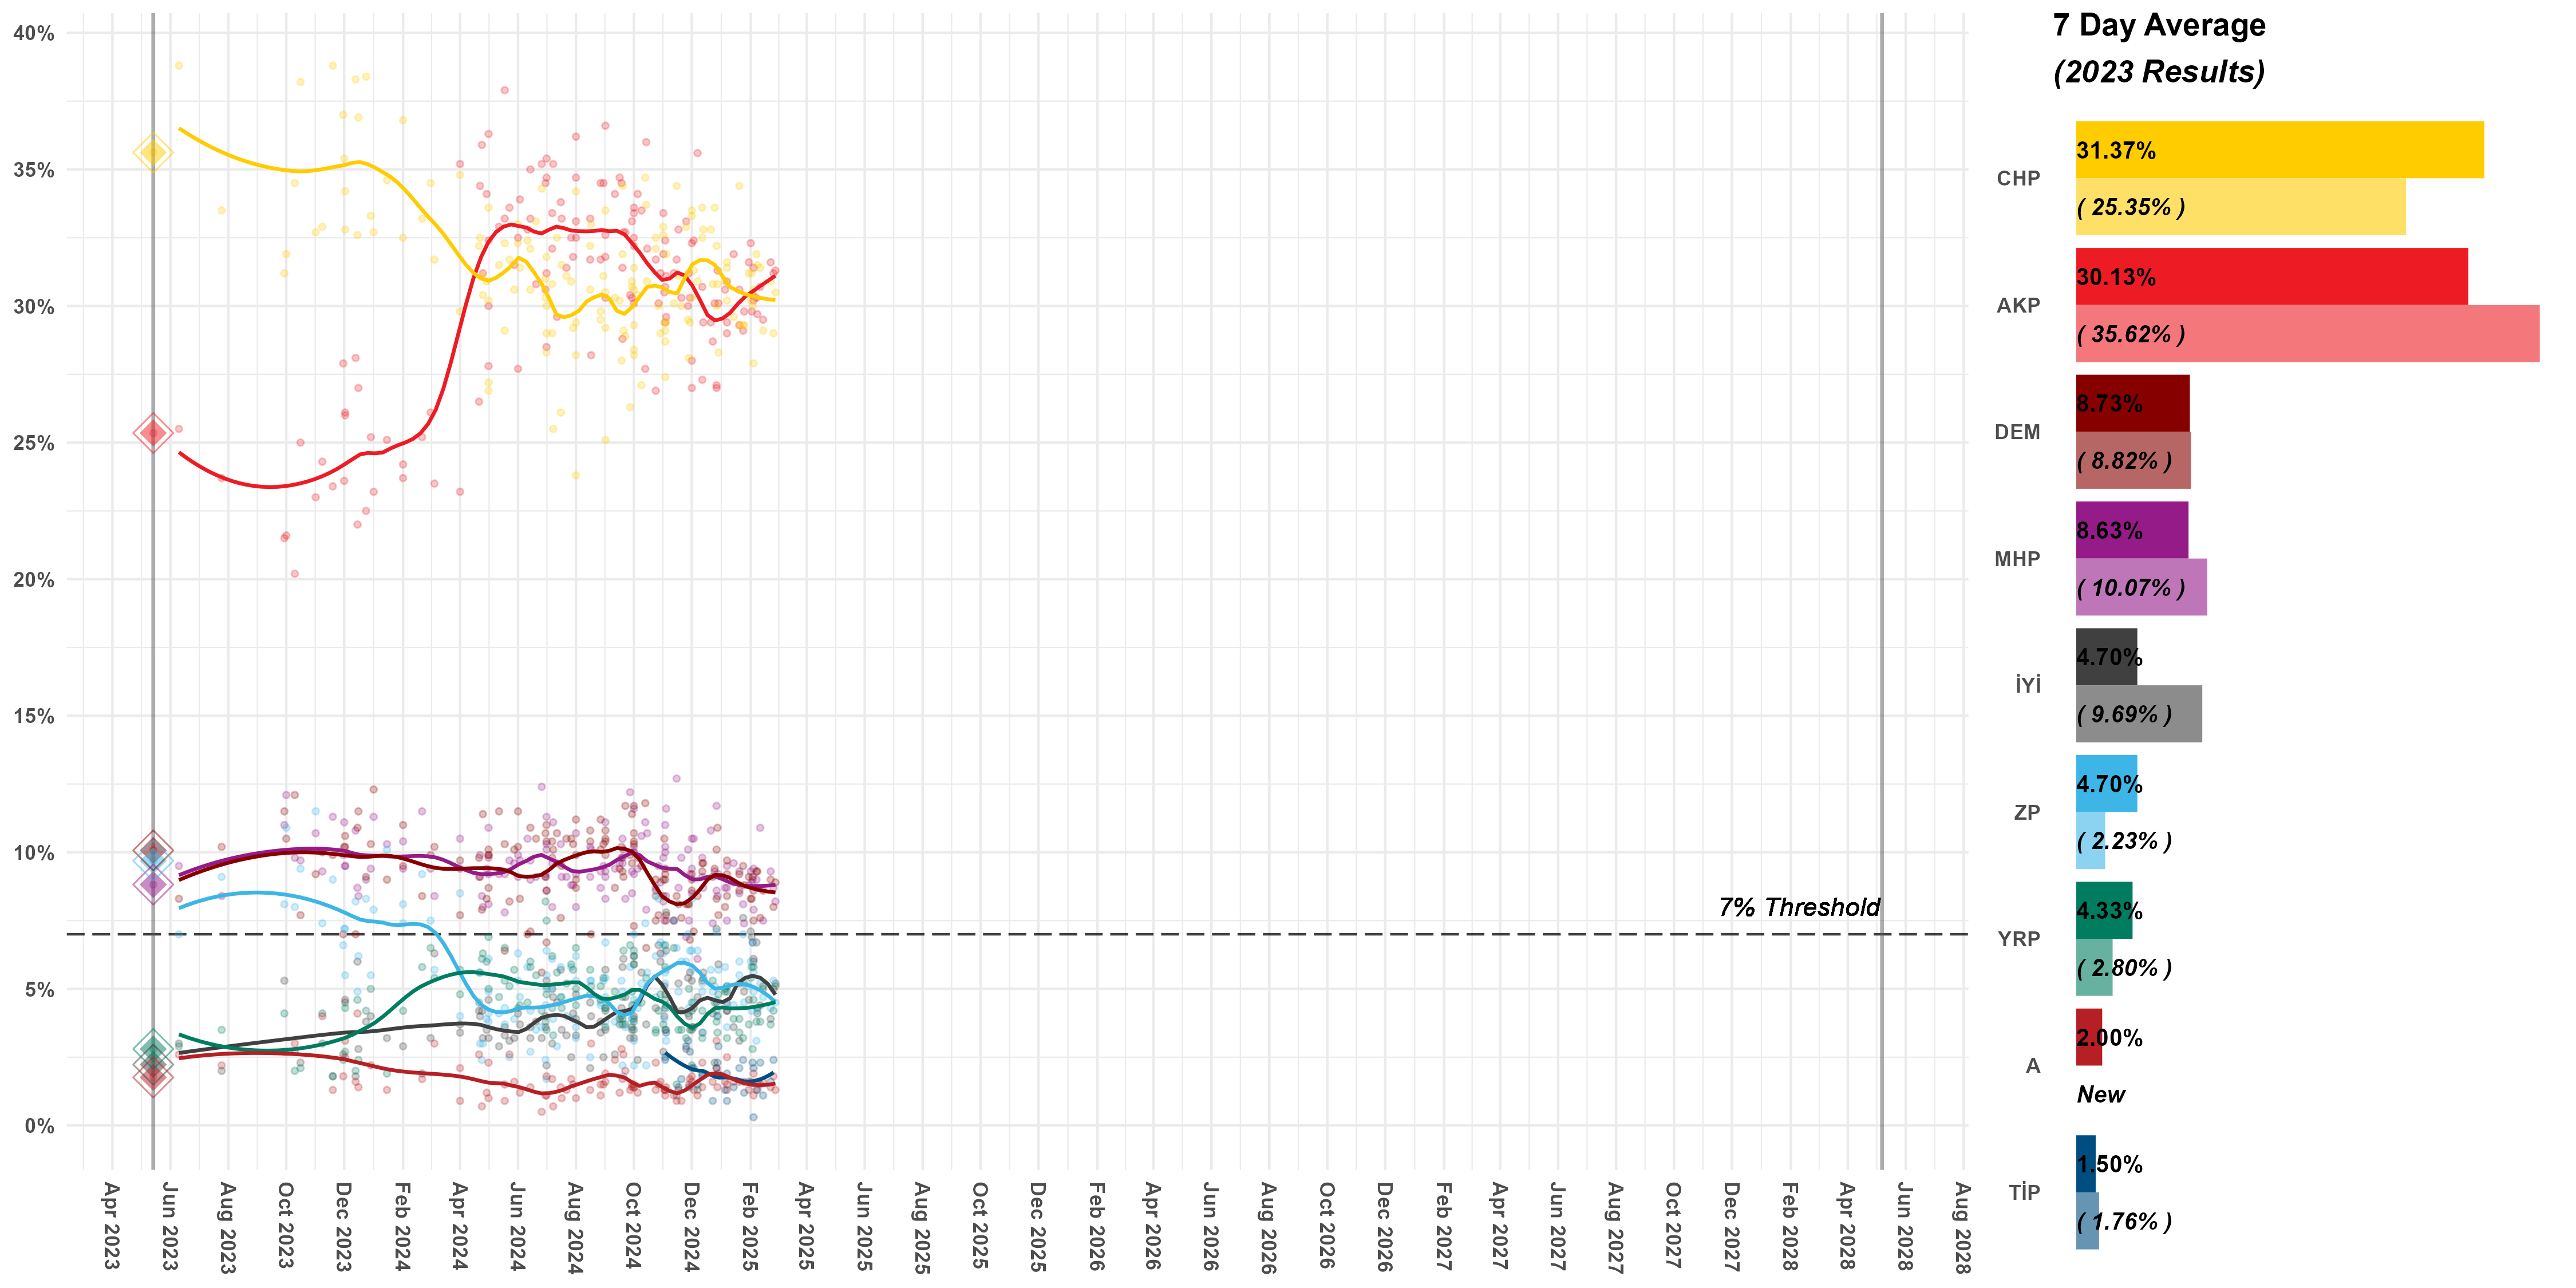 40%
35%
30%
25%
20%
15%
10%
5%
0%
7% Threshold
Apr 2023
Jun 2023
Aug 2023
Oct 2023
Dec 2023
Feb 2024
Apr 2024
Jun 2024
Aug 2024
Oct 2024
Dec 2024
Feb 2025
Apr 2025
Jun 2025
Aug 2025
Oct 2025
Dec 2025
Feb 2026
Apr 2026
Jun 2026
Aug 2026
Oct 2026
Dec 2026
Feb 2027
Apr 2027
Jun 2027
Aug 2027
Oct 2027
Dec 2027
Feb 2028
Apr 2028
Jun 2028
Aug 2028
7 Day Average
(2023 Results)
CHP
31.37%
( 25.35% )
AKP
30.13%
( 35.62% )
DEM
8.73%
( 8.82% )
MHP
8.63%
( 10.07% )
İYİ
4.70%
( 9.69% )
ZP
4.70%
( 2.23% )
YRP
4.33%
( 2.80% )
A
2.00%
New
TİP
1.50%
( 1.76% )